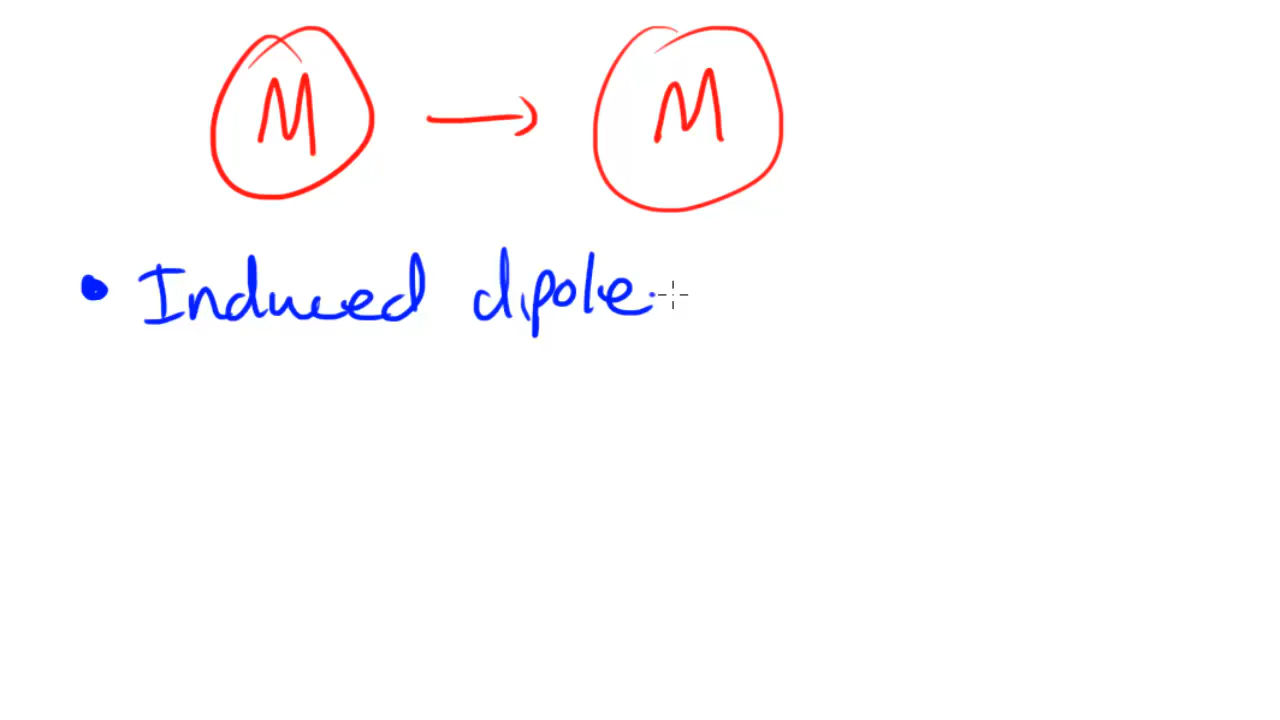 M → M
• Induced dipole